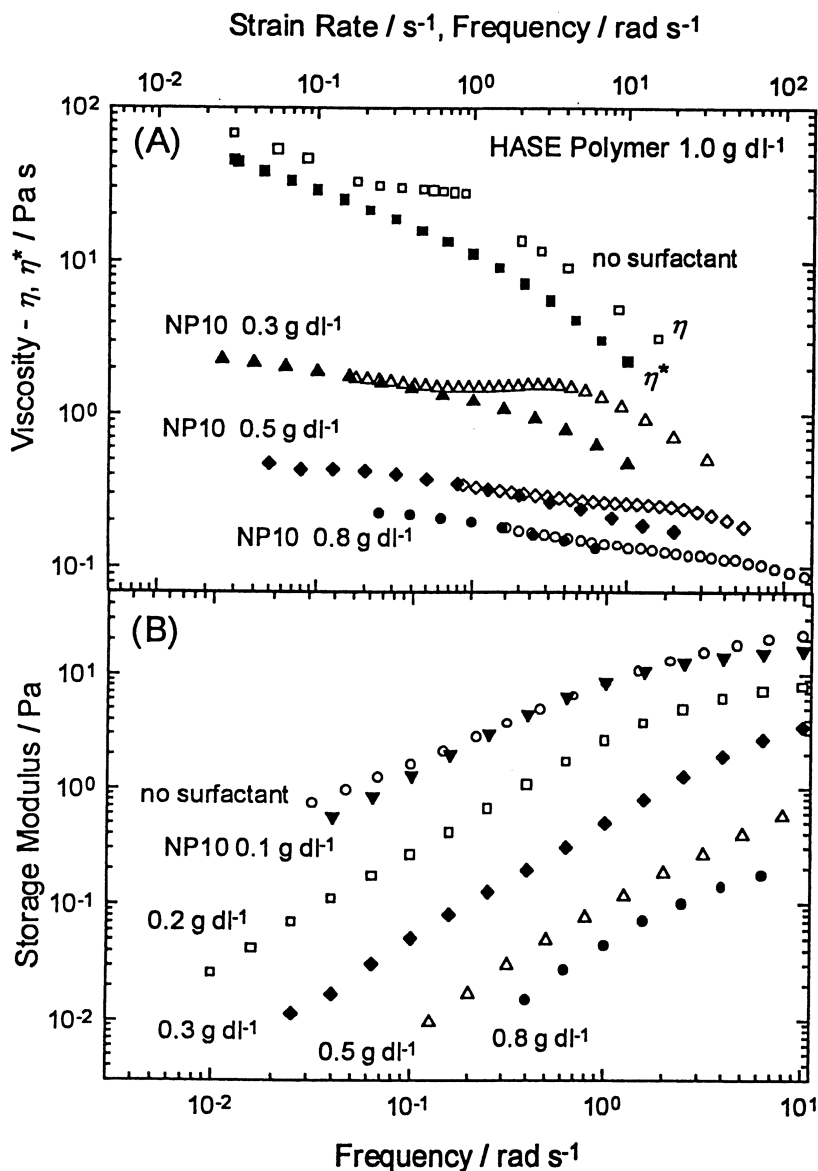 Strain Rate / s⁻¹, Frequency / rad s⁻¹
10⁻² 10⁻¹ 10⁰ 10¹ 10²
10²
(A)
HASE Polymer 1.0 g dl⁻¹
Viscosity - η, η* / Pa s
10¹
no surfactant
NP10 0.3 g dl⁻¹
η
η*
10⁰
NP10 0.5 g dl⁻¹
NP10 0.8 g dl⁻¹
10⁻¹
(B)
10¹
Storage Modulus / Pa
10⁰
no surfactant
NP10 0.1 g dl⁻¹
10⁻¹
0.2 g dl⁻¹
10⁻²
0.3 g dl⁻¹
0.5 g dl⁻¹
0.8 g dl⁻¹
10⁻² 10⁻¹ 10⁰ 10¹
Frequency / rad s⁻¹